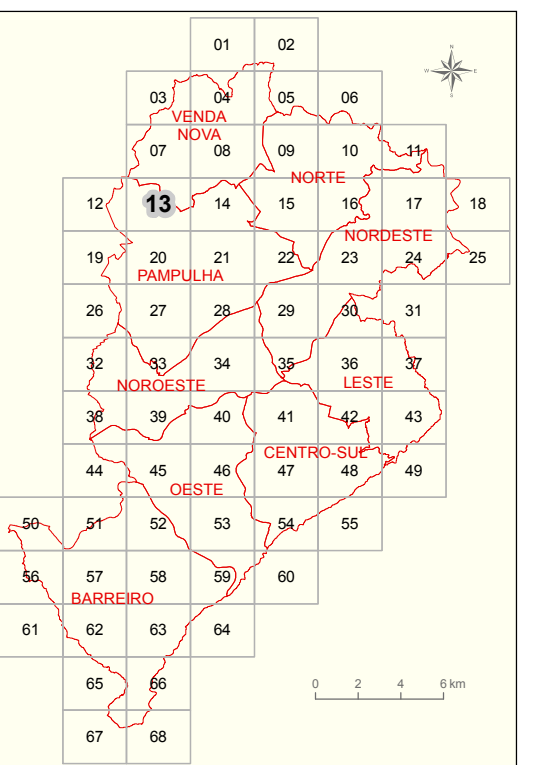 01 02
N
W E
S
03 04 05 06
VENDA
NOVA
07 08 09 10 11
NORTE
12 13 14 15 16 17 18
NORDESTE
19 20 21 22 23 24 25
PAMPULHA
26 27 28 29 30 31
32 33 34 35 36 37
NOROESTE LESTE
38 39 40 41 42 43
CENTRO-SUL
44 45 46 47 48 49
OESTE
50 51 52 53 54 55
56 57 58 59 60
BARREIRO
61 62 63 64
65 66
0 2 4 6 km
67 68